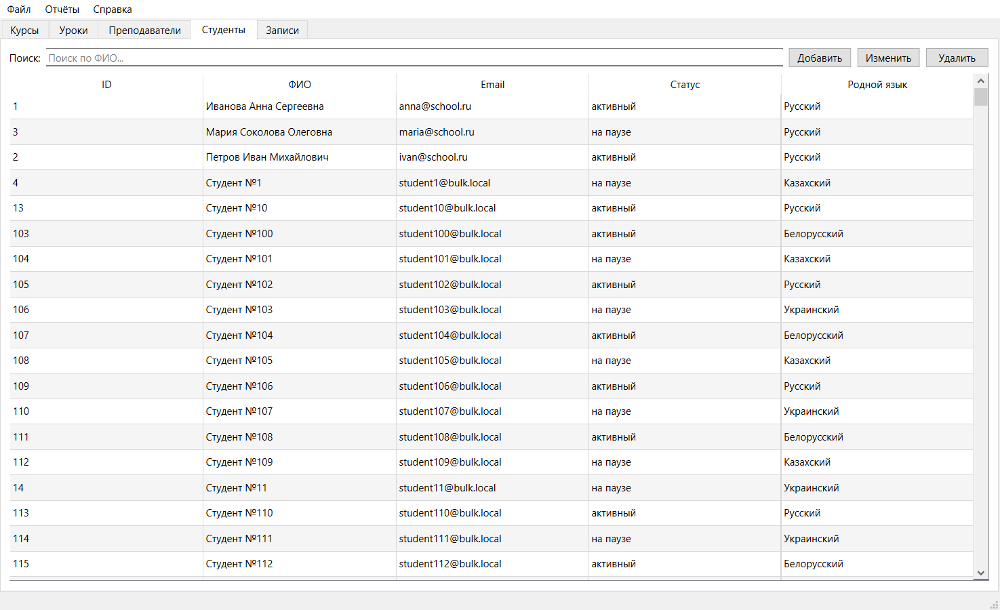 Файл Отчёты Справка
Курсы Уроки Преподаватели Студенты Записи
Поиск: Поиск по ФИО... Добавить Изменить Удалить
ID ФИО Email Статус Родной язык
1 Иванова Анна Сергеевна anna@school.ru активный Русский
3 Мария Соколова Олеговна maria@school.ru на паузе Русский
2 Петров Иван Михайлович ivan@school.ru активный Русский
4 Студент №1 student1@bulk.local на паузе Казахский
13 Студент №10 student10@bulk.local активный Русский
103 Студент №100 student100@bulk.local активный Белорусский
104 Студент №101 student101@bulk.local на паузе Казахский
105 Студент №102 student102@bulk.local активный Русский
106 Студент №103 student103@bulk.local на паузе Украинский
107 Студент №104 student104@bulk.local активный Белорусский
108 Студент №105 student105@bulk.local на паузе Казахский
109 Студент №106 student106@bulk.local активный Русский
110 Студент №107 student107@bulk.local на паузе Украинский
111 Студент №108 student108@bulk.local активный Белорусский
112 Студент №109 student109@bulk.local на паузе Казахский
14 Студент №11 student11@bulk.local на паузе Украинский
113 Студент №110 student110@bulk.local активный Русский
114 Студент №111 student111@bulk.local на паузе Украинский
115 Студент №112 student112@bulk.local активный Белорусский